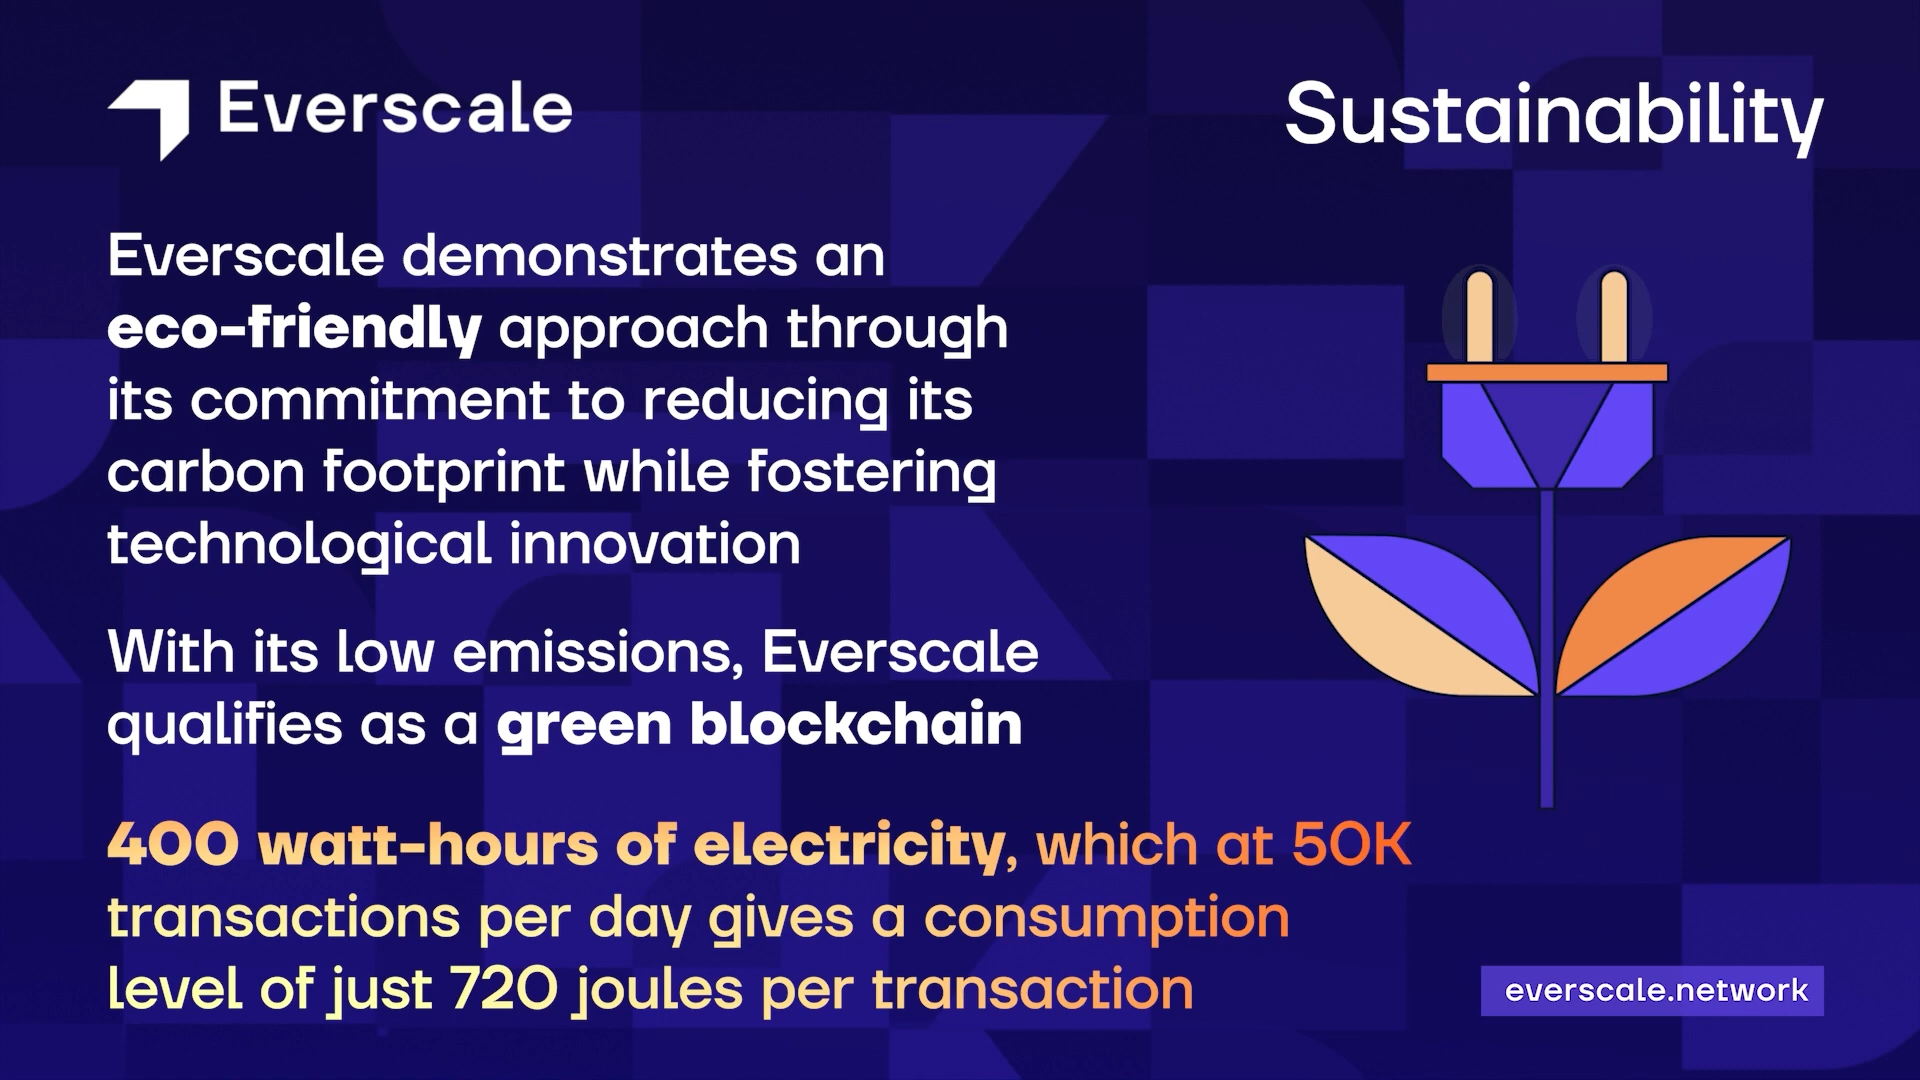 Everscale
Sustainability
Everscale demonstrates an
eco-friendly approach through
its commitment to reducing its
carbon footprint while fostering
technological innovation
With its low emissions, Everscale
qualifies as a green blockchain
400 watt-hours of electricity, which at 50K
transactions per day gives a consumption
level of just 720 joules per transaction
everscale.network